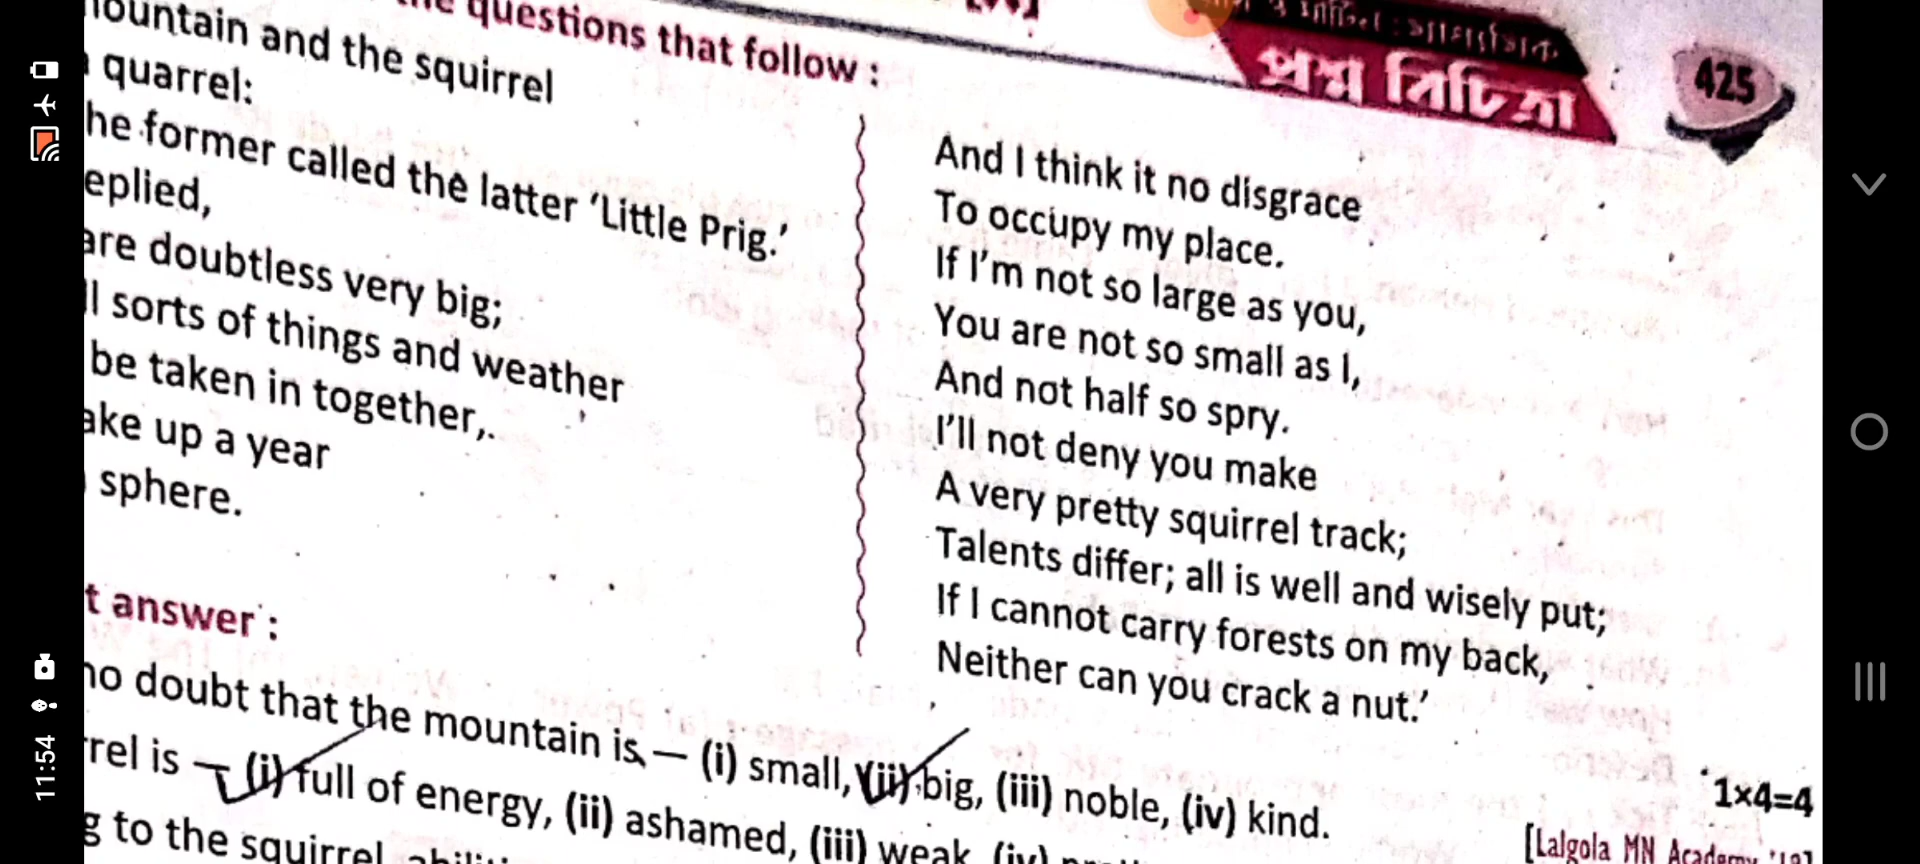 the questions that follow :
mountain and the squirrel
quarrel:
he former called the latter ‘Little Prig.’
eplied,
are doubtless very big;
ll sorts of things and weather
be taken in together,.
ake up a year
sphere.
প্রশ্ন বিচিত্রা
425
And I think it no disgrace
To occupy my place.
If I'm not so large as you,
You are not so small as I,
And not half so spry.
I'll not deny you make
A very pretty squirrel track;
Talents differ; all is well and wisely put;
If I cannot carry forests on my back,
Neither can you crack a nut.’
t answer :
1×4=4
no doubt that the mountain is — (i) small, (ii) big, (iii) noble, (iv) kind.
[Lalgola MN Academy '18]
rrel is — (i) full of energy, (ii) ashamed, (iii) weak, (iv)
g to the squirrel
11:54